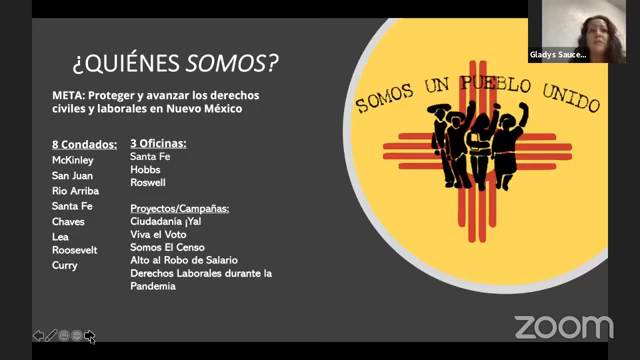 ¿QUIÉNES SOMOS?
META: Proteger y avanzar los derechos
civiles y laborales en Nuevo México
8 Condados:
McKinley
San Juan
Rio Arriba
Santa Fe
Chaves
Lea
Roosevelt
Curry
3 Oficinas:
Santa Fe
Hobbs
Roswell
Proyectos/Campañas:
Ciudadanía ¡Ya!
Viva el Voto
Somos El Censo
Alto al Robo de Salario
Derechos Laborales durante la
Pandemia
SOMOS UN PUEBLO UNIDO
Gladys Sauce...
zoom